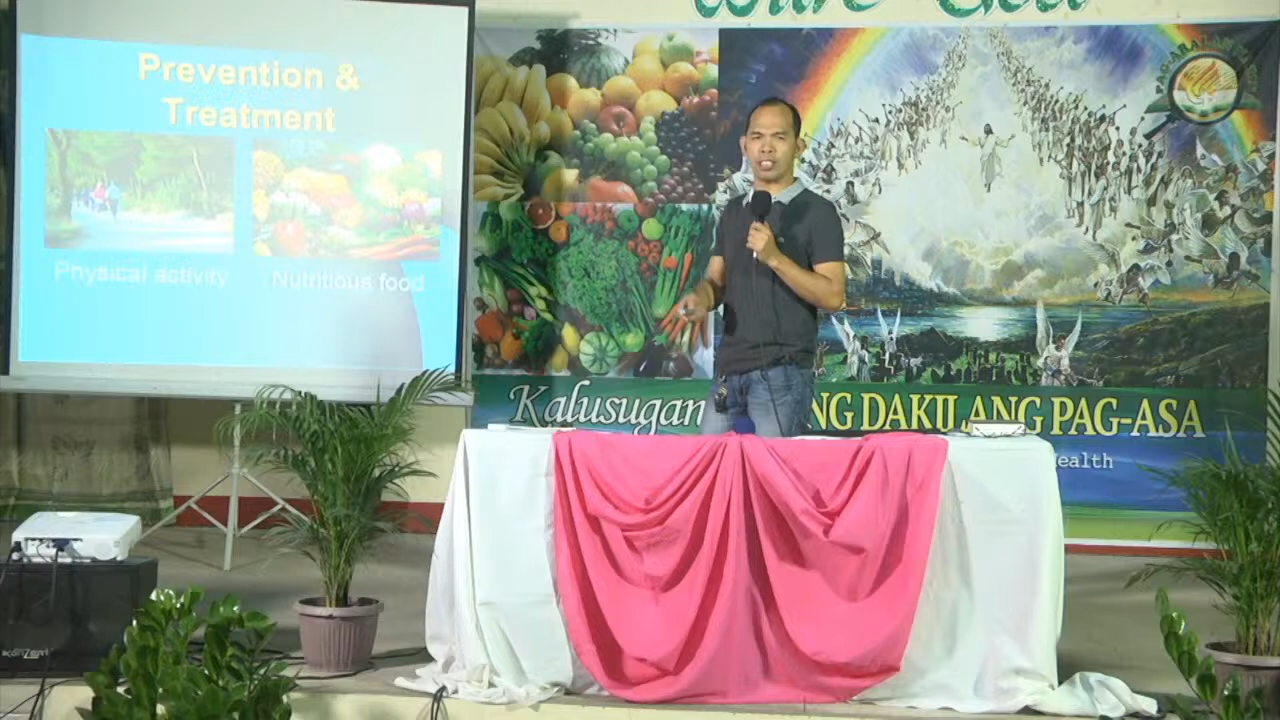 Prevention &
Treatment
Physical activity
Nutritious food
Kalusugan
NG DAKILANG PAG-ASA
Health